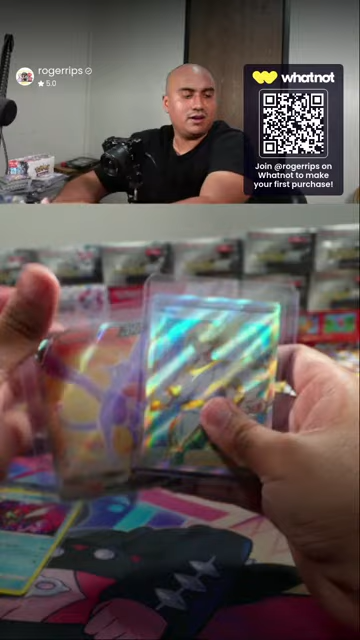 rogerrips
5.0
whatnot
Join @rogerrips on
Whatnot to make
your first purchase!